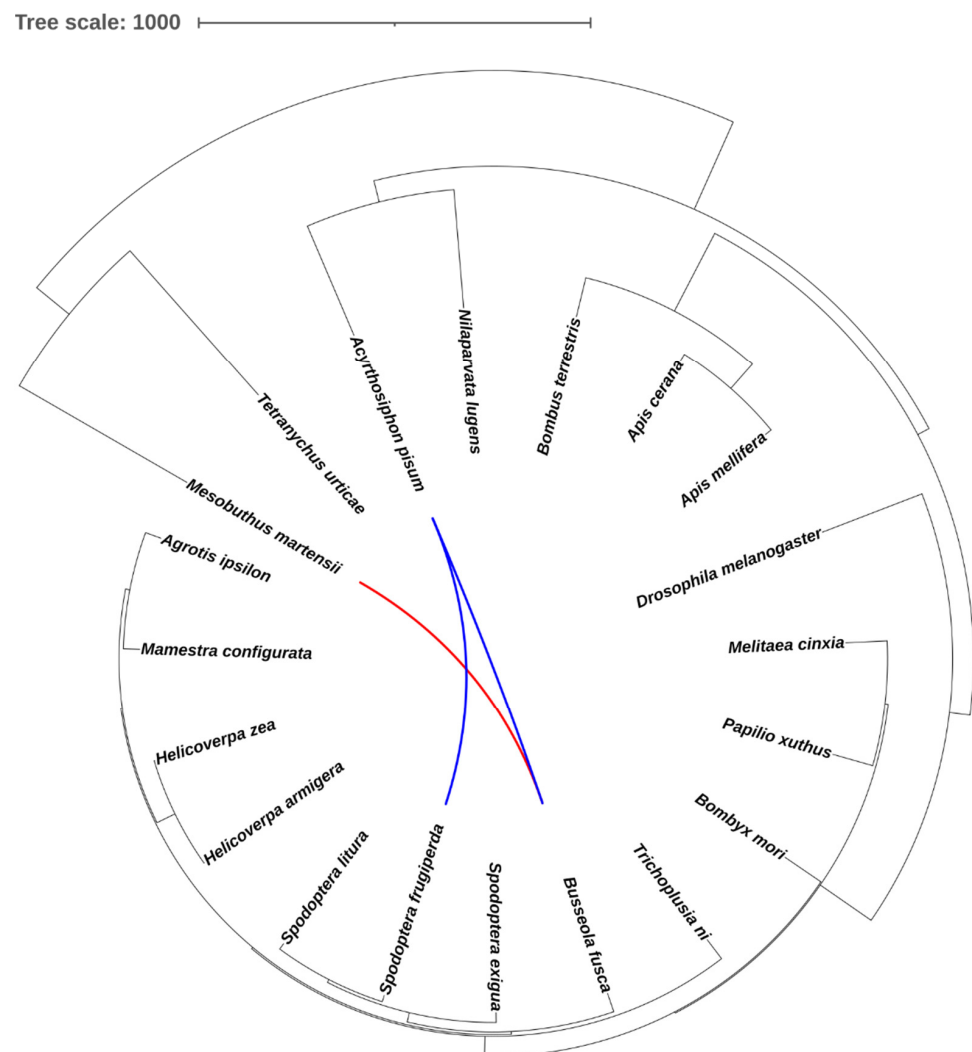 Tree scale: 1000
Nilaparvata lugens
Bombus terrestris
Acyrthosiphon pisum
Apis cerana
Tetranychus urticae
Apis mellifera
Mesobuthus martensii
Agrotis ipsilon
Drosophila melanogaster
Mamestra configurata
Melitaea cinxia
Helicoverpa zea
Papilio xuthus
Helicoverpa armigera
Bombyx mori
Spodoptera litura
Spodoptera frugiperda
Spodoptera exigua
Busseola fusca
Trichoplusia ni